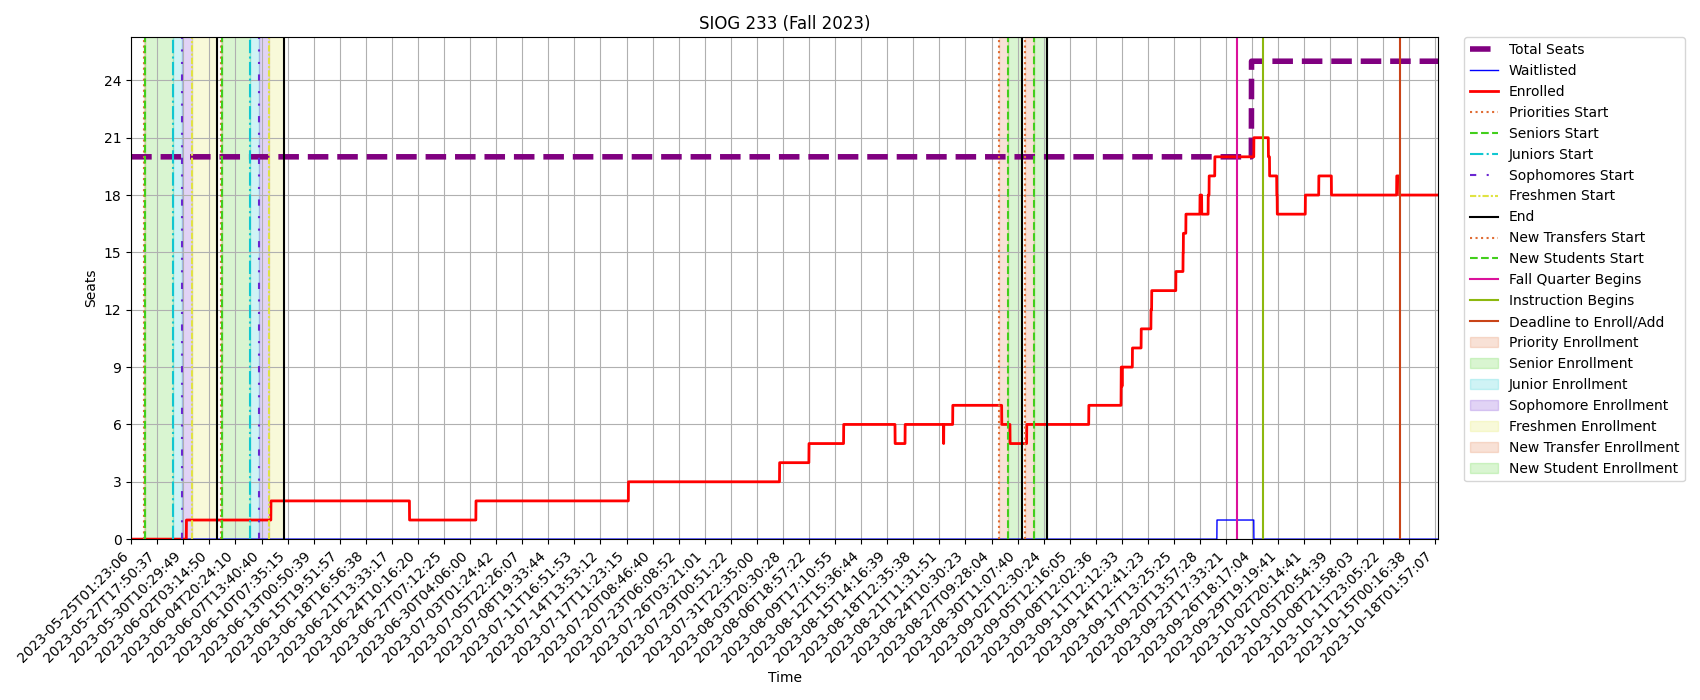 SIOG 233 (Fall 2023)
Seats
24
21
18
15
12
9
6
3
0
2023-05-25T01:23:06
2023-05-27T17:50:37
2023-05-30T10:29:49
2023-06-02T03:14:50
2023-06-04T20:24:10
2023-06-07T13:40:40
2023-06-10T07:35:15
2023-06-13T00:50:39
2023-06-15T19:51:57
2023-06-18T16:56:38
2023-06-21T13:33:17
2023-06-24T10:16:20
2023-06-27T07:12:25
2023-06-30T04:06:00
2023-07-03T01:24:42
2023-07-05T22:26:07
2023-07-08T19:33:44
2023-07-11T16:51:53
2023-07-14T13:53:12
2023-07-17T11:23:15
2023-07-20T08:46:40
2023-07-23T06:08:52
2023-07-26T03:21:01
2023-07-29T00:51:22
2023-07-31T22:35:00
2023-08-03T20:30:28
2023-08-06T18:57:22
2023-08-09T17:10:55
2023-08-12T15:36:44
2023-08-15T14:16:39
2023-08-18T12:35:38
2023-08-21T11:31:51
2023-08-24T10:30:23
2023-08-27T09:28:04
2023-08-30T11:07:40
2023-09-02T12:30:24
2023-09-05T12:16:05
2023-09-08T12:02:36
2023-09-11T12:12:33
2023-09-14T12:41:23
2023-09-17T13:25:25
2023-09-20T13:57:28
2023-09-23T17:33:21
2023-09-26T18:17:04
2023-09-29T19:19:41
2023-10-02T20:14:41
2023-10-05T20:54:39
2023-10-08T21:58:03
2023-10-11T23:05:22
2023-10-15T00:16:38
2023-10-18T01:57:07
Time
Total Seats
Waitlisted
Enrolled
Priorities Start
Seniors Start
Juniors Start
Sophomores Start
Freshmen Start
End
New Transfers Start
New Students Start
Fall Quarter Begins
Instruction Begins
Deadline to Enroll/Add
Priority Enrollment
Senior Enrollment
Junior Enrollment
Sophomore Enrollment
Freshmen Enrollment
New Transfer Enrollment
New Student Enrollment